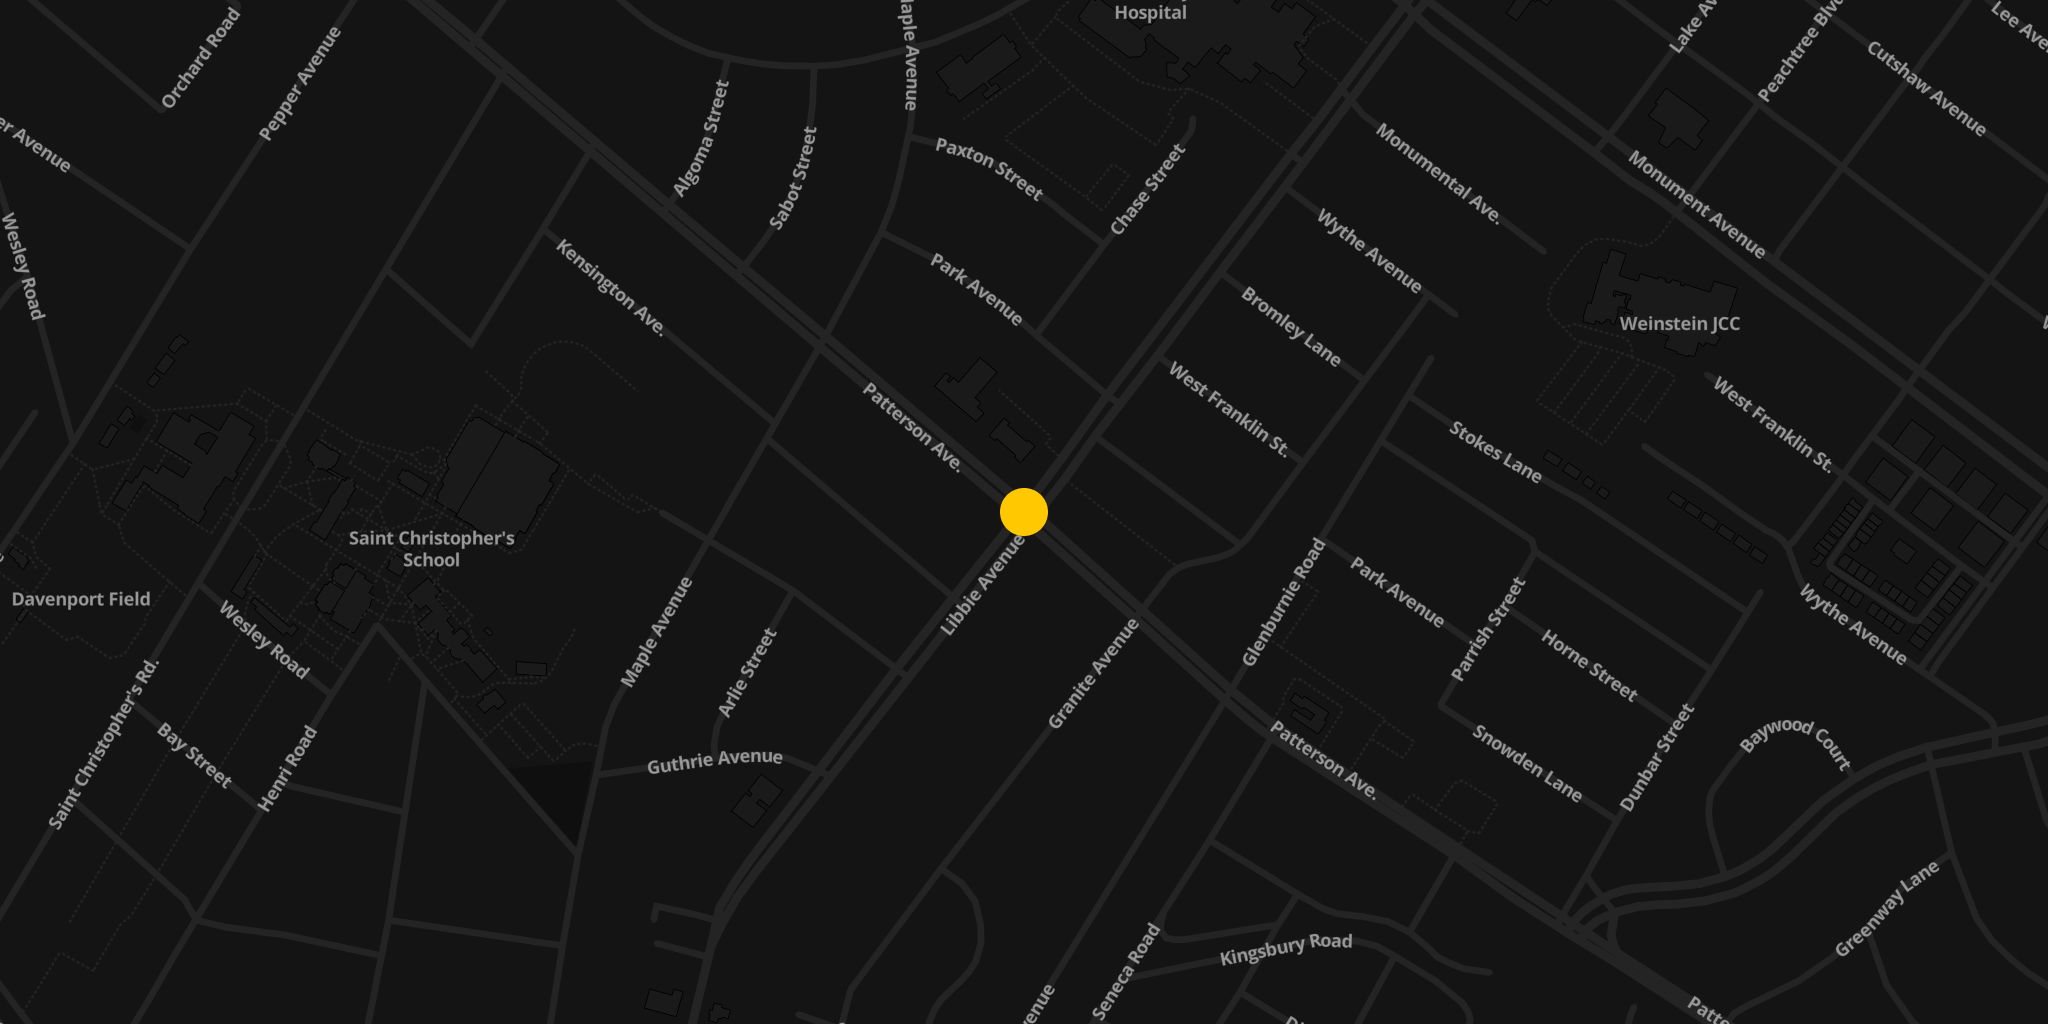 Hospital
Maple Avenue
Orchard Road
Pepper Avenue
Lake
Peachtree Blvd
Lee Ave
Cutshaw Avenue
Avenue
Algoma Street
Sabot Street
Paxton Street
Chase Street
Monumental Ave.
Monument Avenue
Wesley Road
Kensington Ave.
Park Avenue
Wythe Avenue
Bromley Lane
Weinstein JCC
West Franklin St.
West Franklin St.
Patterson Ave.
Stokes Lane
Saint Christopher's
School
Davenport Field
Libbie Avenue
Glenburnie Road
Park Avenue
Parrish Street
Wythe Avenue
Wesley Road
Maple Avenue
Arlie Street
Granite Avenue
Horne Street
Saint Christopher's Rd.
Bay Street
Henri Road
Guthrie Avenue
Patterson Ave.
Snowden Lane
Dunbar Street
Baywood Court
Greenway Lane
Kingsbury Road
Seneca Road